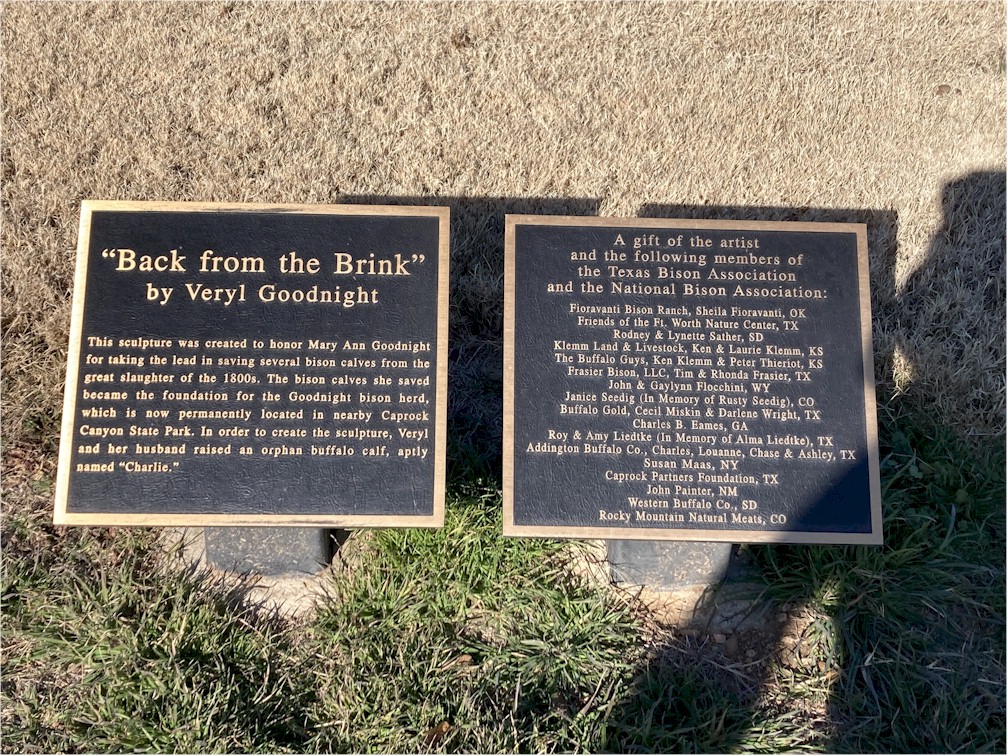 “Back from the Brink”
by Veryl Goodnight
This sculpture was created to honor Mary Ann Goodnight
for taking the lead in saving several bison calves from the
great slaughter of the 1800s. The bison calves she saved
became the foundation for the Goodnight bison herd,
which is now permanently located in nearby Caprock
Canyon State Park. In order to create the sculpture, Veryl
and her husband raised an orphan buffalo calf, aptly
named “Charlie.”
A gift of the artist
and the following members of
the Texas Bison Association
and the National Bison Association:
Fioravanti Bison Ranch, Sheila Fioravanti, OK
Friends of the Ft. Worth Nature Center, TX
Rodney & Lynette Sather, SD
Klemm Land & Livestock, Ken & Laurie Klemm, KS
The Buffalo Guys, Ken Klemm & Peter Thieriot, KS
Frasier Bison, LLC, Tim & Rhonda Frasier, TX
John & Gaylynn Flocchini, WY
Janice Seedig (In Memory of Rusty Seedig), CO
Buffalo Gold, Cecil Miskin & Darlene Wright, TX
Charles B. Eames, GA
Roy & Amy Liedtke (In Memory of Alma Liedtke), TX
Addington Buffalo Co., Charles, Louanne, Chase & Ashley, TX
Susan Maas, NY
Caprock Partners Foundation, TX
John Painter, NM
Western Buffalo Co., SD
Rocky Mountain Natural Meats, CO